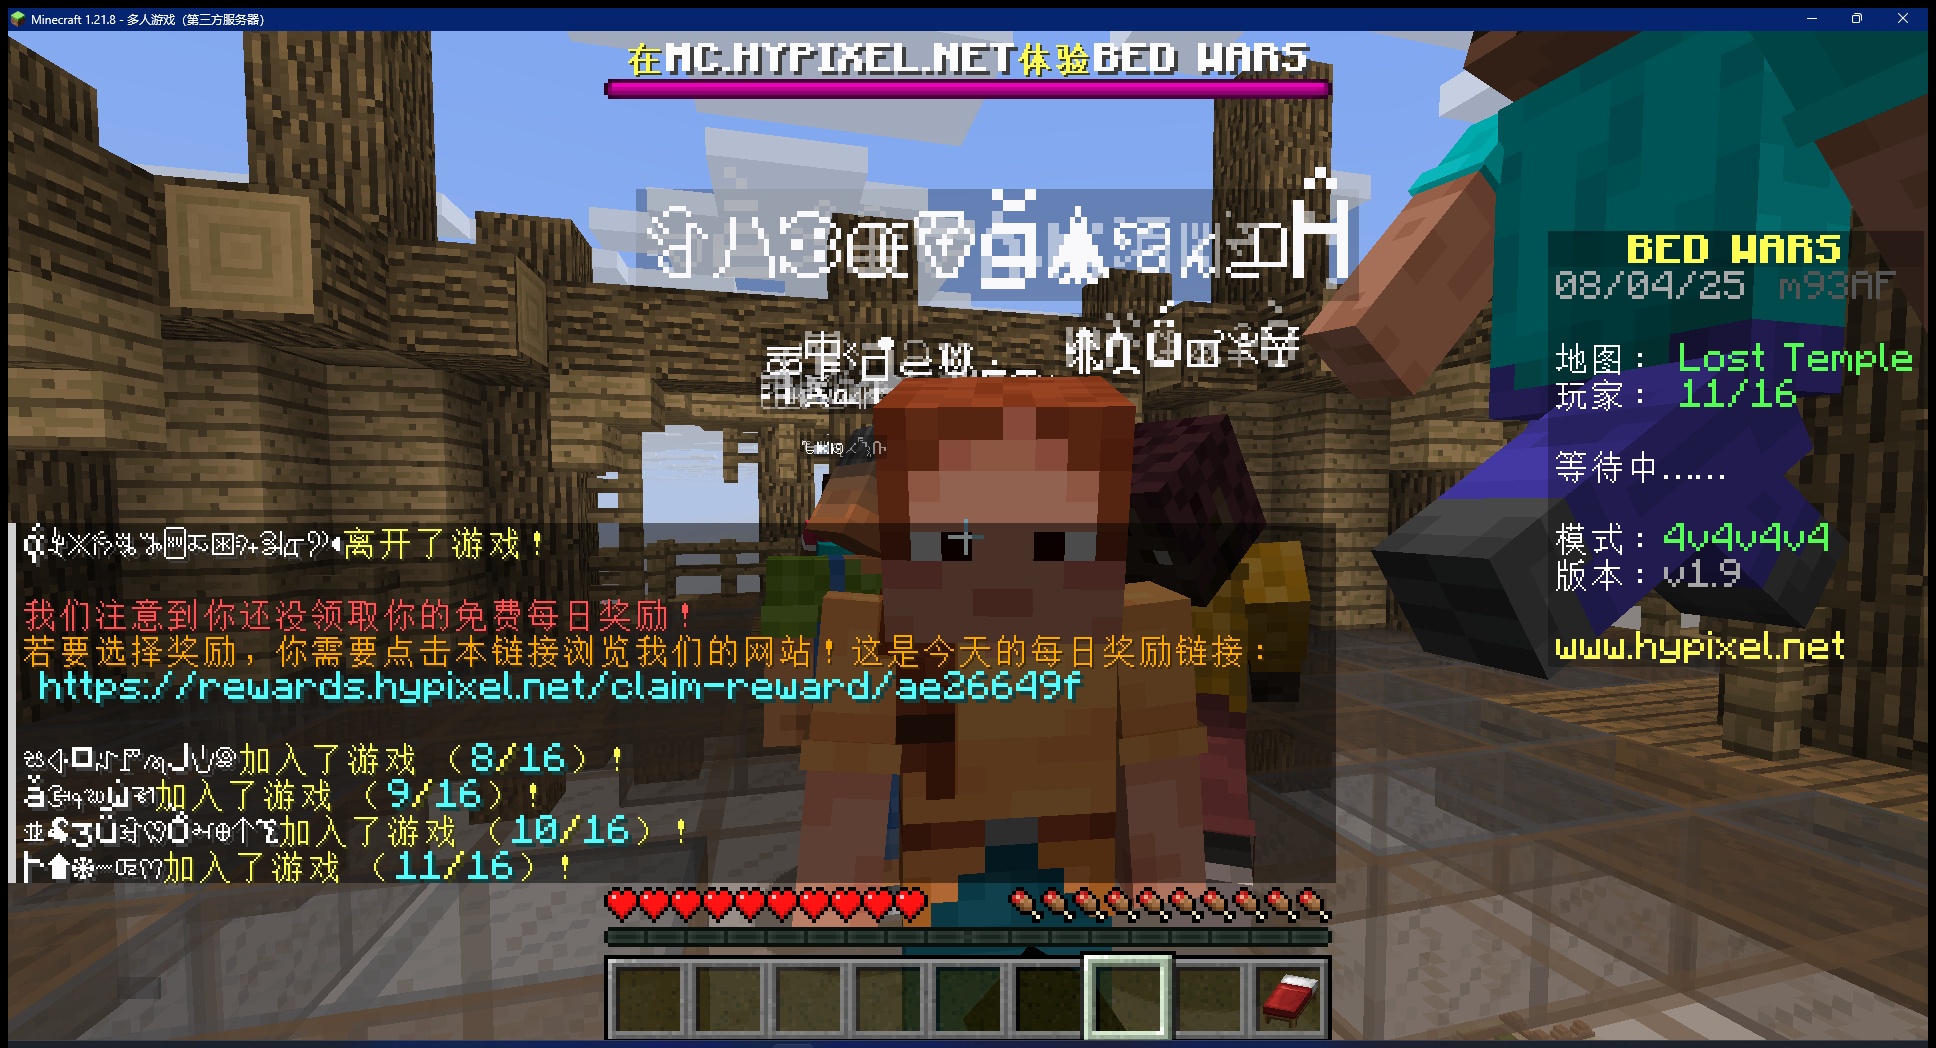 Minecraft 1.21.8 - 多人游戏（第三方服务器）
在MC.HYPIXEL.NET体验BED WARS
BED WARS
08/04/25 m93AF
地图： Lost Temple
玩家： 11/16
等待中……
模式：4v4v4v4
版本：v1.9
www.hypixel.net
离开了游戏！
我们注意到你还没领取你的免费每日奖励！
若要选择奖励，你需要点击本链接浏览我们的网站！这是今天的每日奖励链接：
https://rewards.hypixel.net/claim-reward/ae26649f
加入了游戏（8/16）！
加入了游戏（9/16）！
加入了游戏（10/16）！
加入了游戏（11/16）！